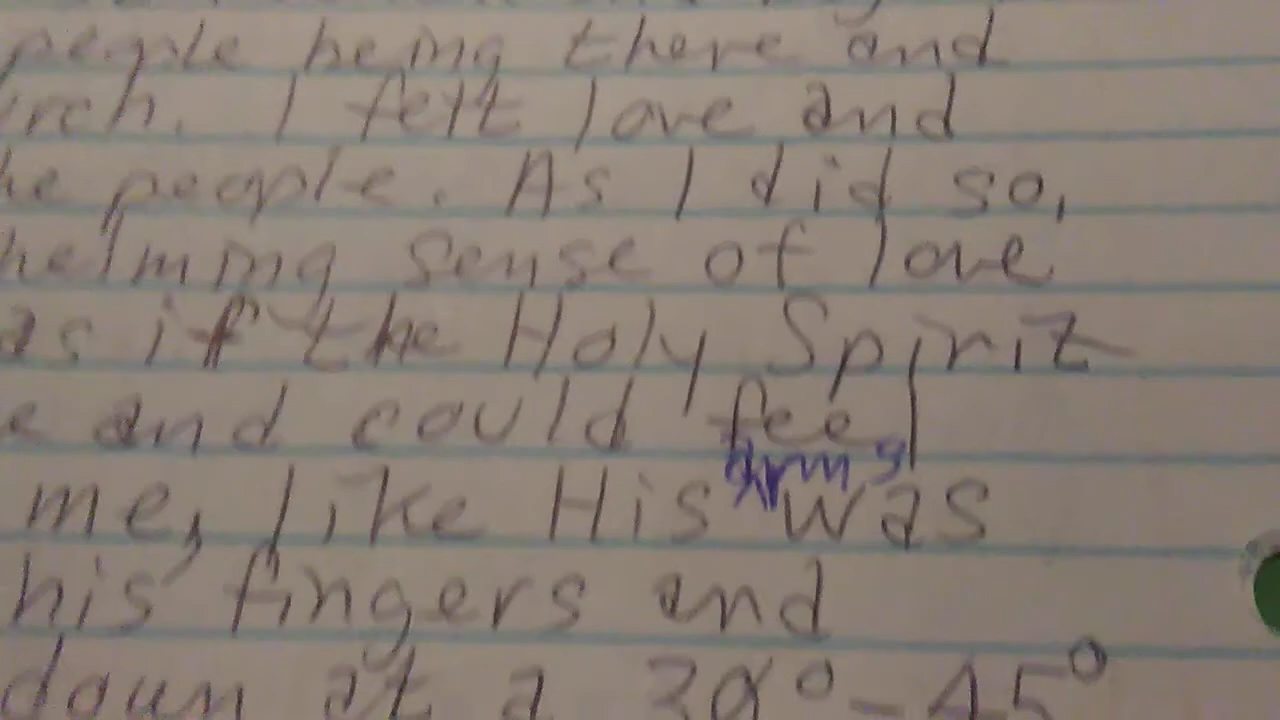 people being there and
rch. I felt love and
he people. As I did so,
helming sense of love
as if the Holy Spirit
e and could feel
arms
me, like His was
his fingers and
down at a 30° - 45°